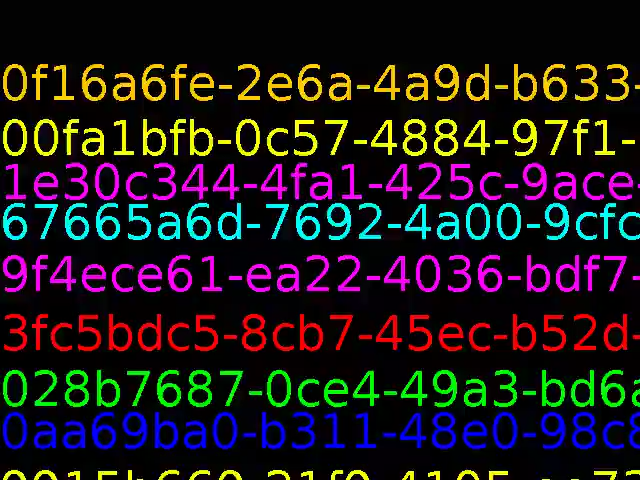 0f16a6fe-2e6a-4a9d-b633-
00fa1bfb-0c57-4884-97f1-
1e30c344-4fa1-425c-9ace-
67665a6d-7692-4a00-9cfc
9f4ece61-ea22-4036-bdf7-
3fc5bdc5-8cb7-45ec-b52d-
028b7687-0ce4-49a3-bd6a
0aa69ba0-b311-48e0-98c8